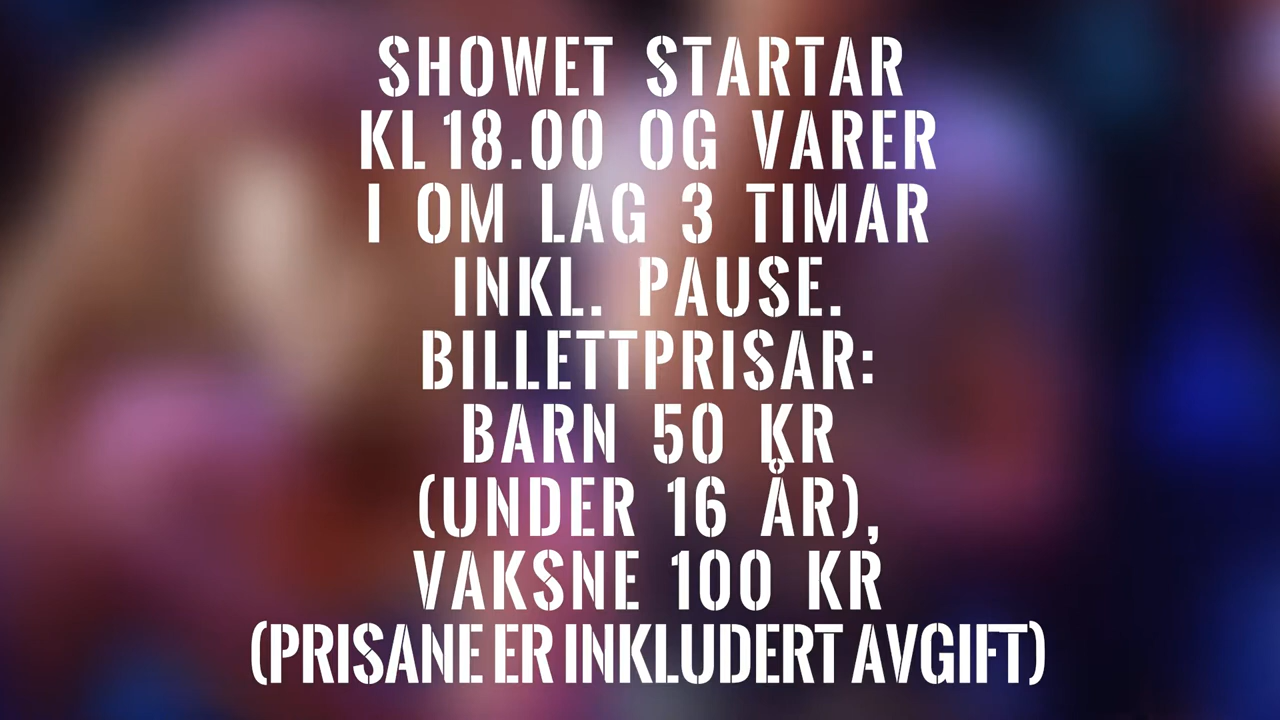 SHOWET STARTAR
KL 18.00 OG VARER
I OM LAG 3 TIMAR
INKL. PAUSE.
BILLETTPRISAR:
BARN 50 KR
(UNDER 16 ÅR),
VAKSNE 100 KR
(PRISANE ER INKLUDERT AVGIFT)